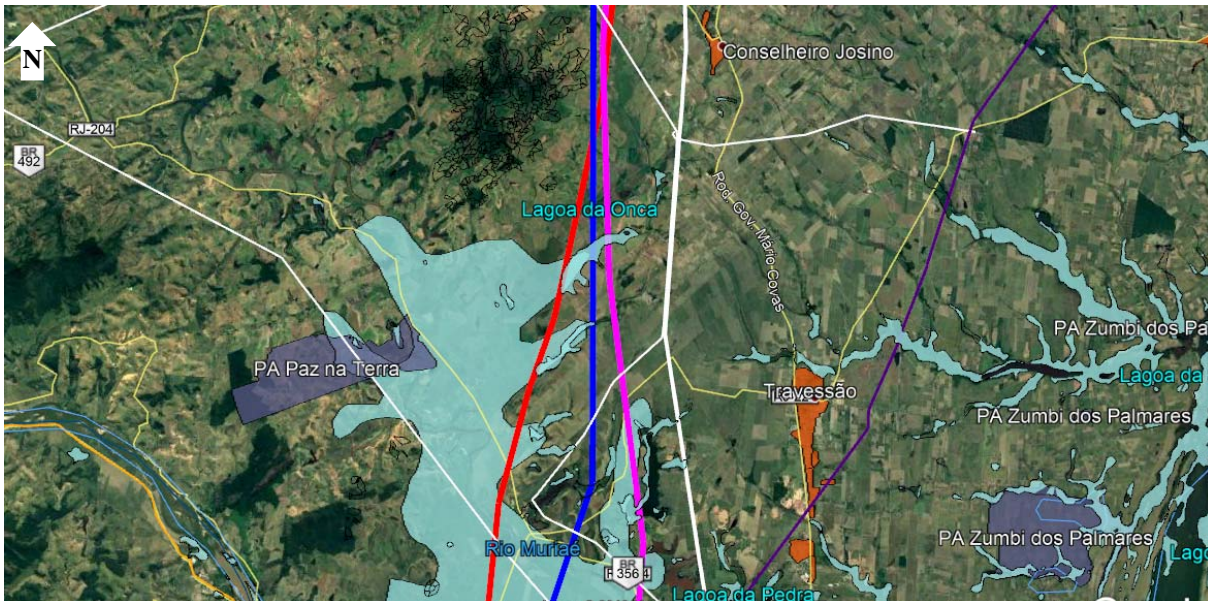 N
Conselheiro Josino
RJ-204
BR
492
Rod. Gov. Mário Covas
Lagoa da Onca
PA Zumbi dos Pa
PA Paz na Terra
Lagoa da
Travessão
PA Zumbi dos Palmares
PA Zumbi dos Palmares
Rio Muriaé
Lago
BR
356
Lagoa da Pedra